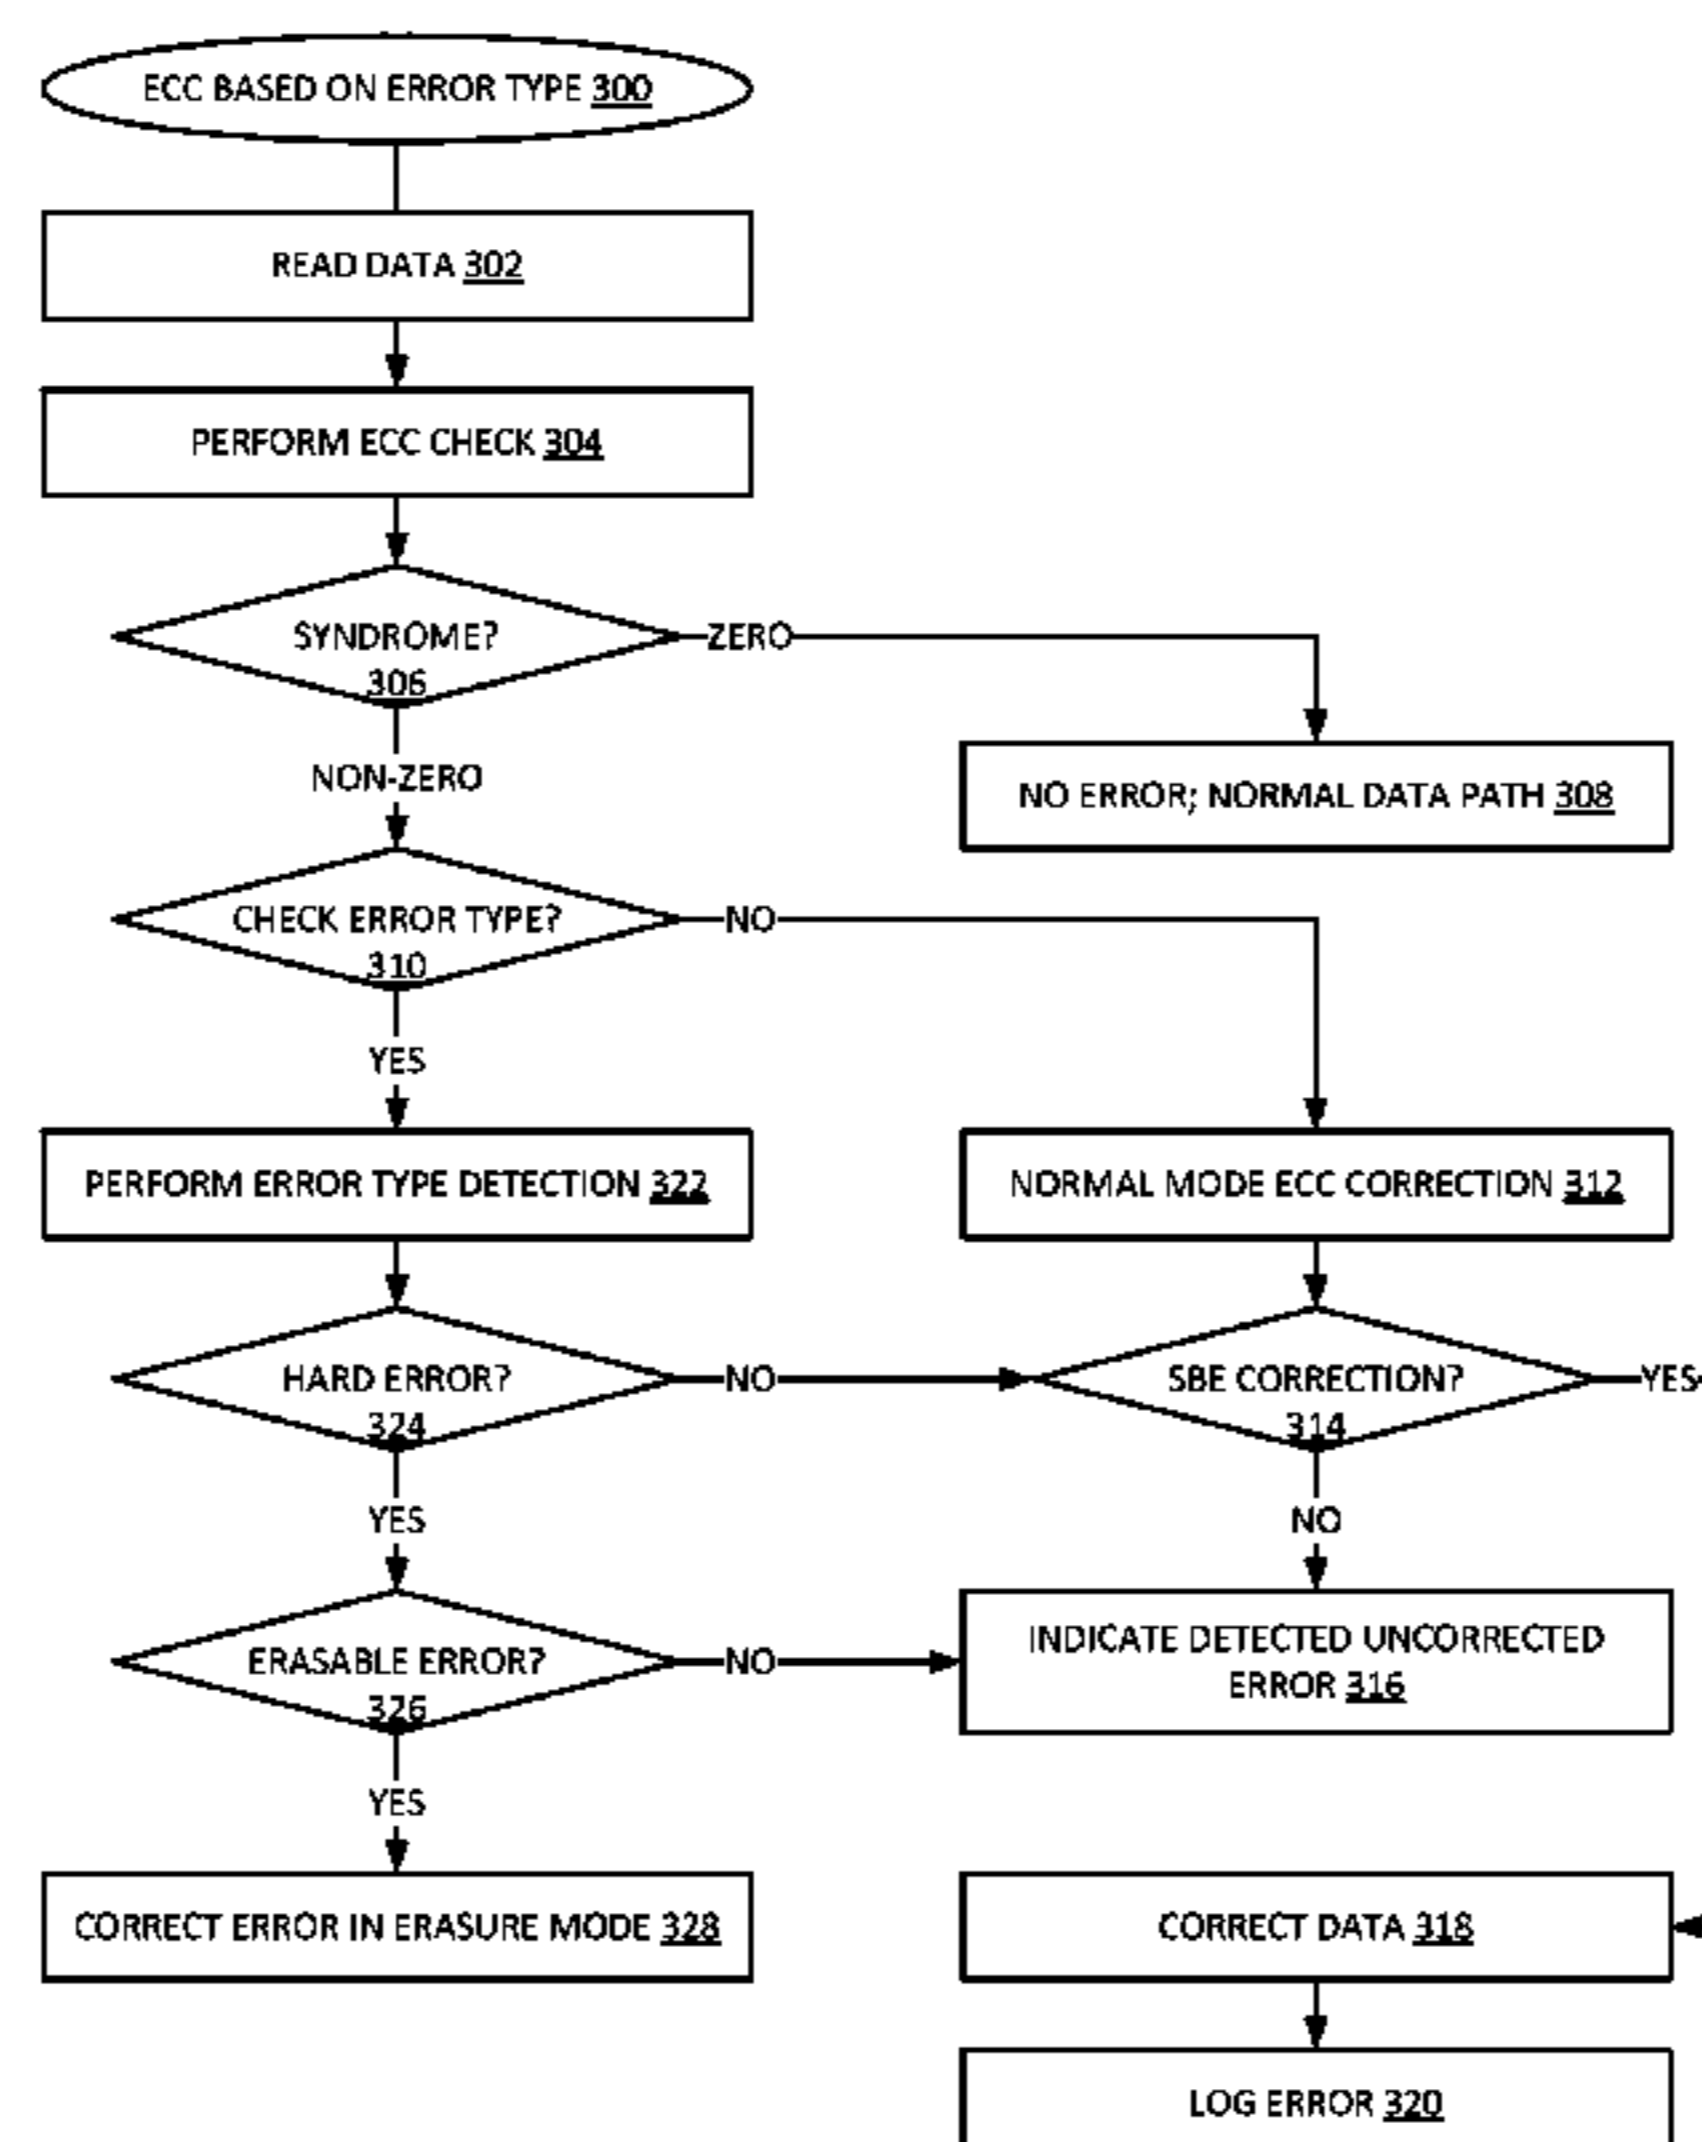 ECC BASED ON ERROR TYPE 300
READ DATA 302
PERFORM ECC CHECK 304
SYNDROME?
306
ZERO
NON-ZERO
NO ERROR; NORMAL DATA PATH 308
CHECK ERROR TYPE?
310
NO
YES
PERFORM ERROR TYPE DETECTION 322
NORMAL MODE ECC CORRECTION 312
HARD ERROR?
324
NO
SBE CORRECTION?
314
YES
YES
NO
ERASABLE ERROR?
326
NO
INDICATE DETECTED UNCORRECTED
ERROR 316
YES
CORRECT ERROR IN ERASURE MODE 328
CORRECT DATA 318
LOG ERROR 320